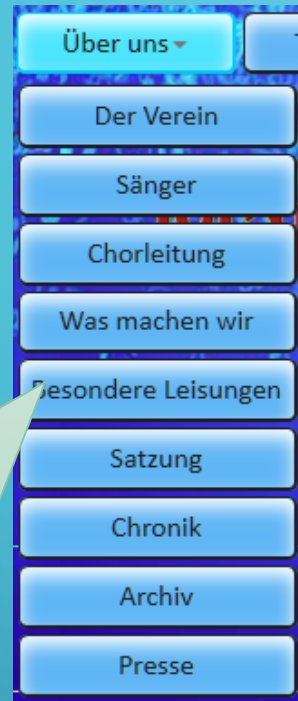 Über uns
Der Verein
Sänger
Chorleitung
Was machen wir
Besondere Leisungen
Satzung
Chronik
Archiv
Presse